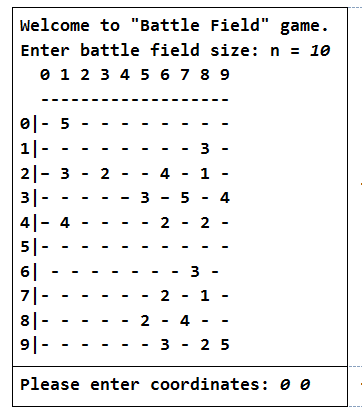 Welcome to "Battle Field" game.
Enter battle field size: n = 10
0 1 2 3 4 5 6 7 8 9
-------------------
0|- 5 - - - - - - - -
1|- - - - - - - - 3 -
2|- 3 - 2 - - 4 - 1 -
3|- - - - - 3 - 5 - 4
4|- 4 - - - - 2 - 2 -
5|- - - - - - - - - -
6| - - - - - - - 3 -
7|- - - - - - 2 - 1 -
8|- - - - - 2 - 4 - -
9|- - - - - - 3 - 2 5
Please enter coordinates: 0 0